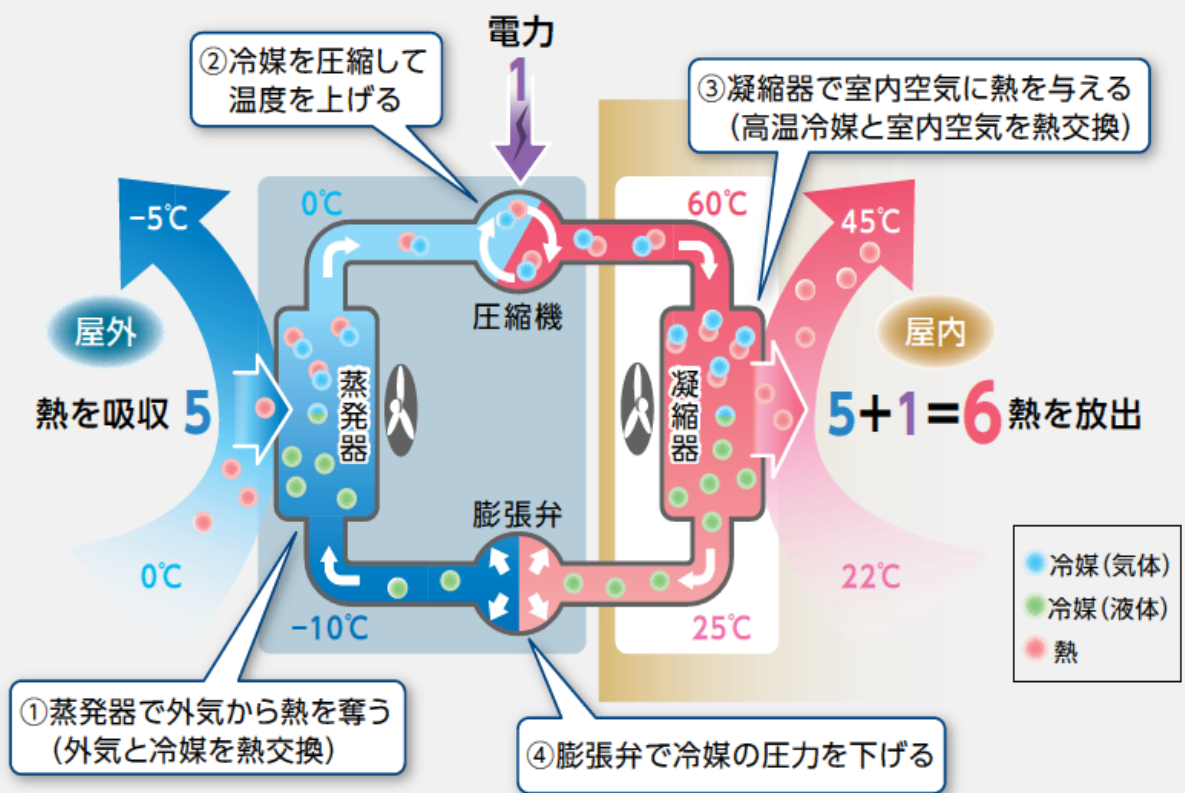 電力
1
②冷媒を圧縮して
温度を上げる
③凝縮器で室内空気に熱を与える
(高温冷媒と室内空気を熱交換)
-5℃
0℃
60℃
45℃
圧縮機
屋外
屋内
熱を吸収 5
蒸発器
凝縮器
5+1=6 熱を放出
膨張弁
0℃
-10℃
25℃
22℃
冷媒(気体)
冷媒(液体)
熱
①蒸発器で外気から熱を奪う
(外気と冷媒を熱交換)
④膨張弁で冷媒の圧力を下げる